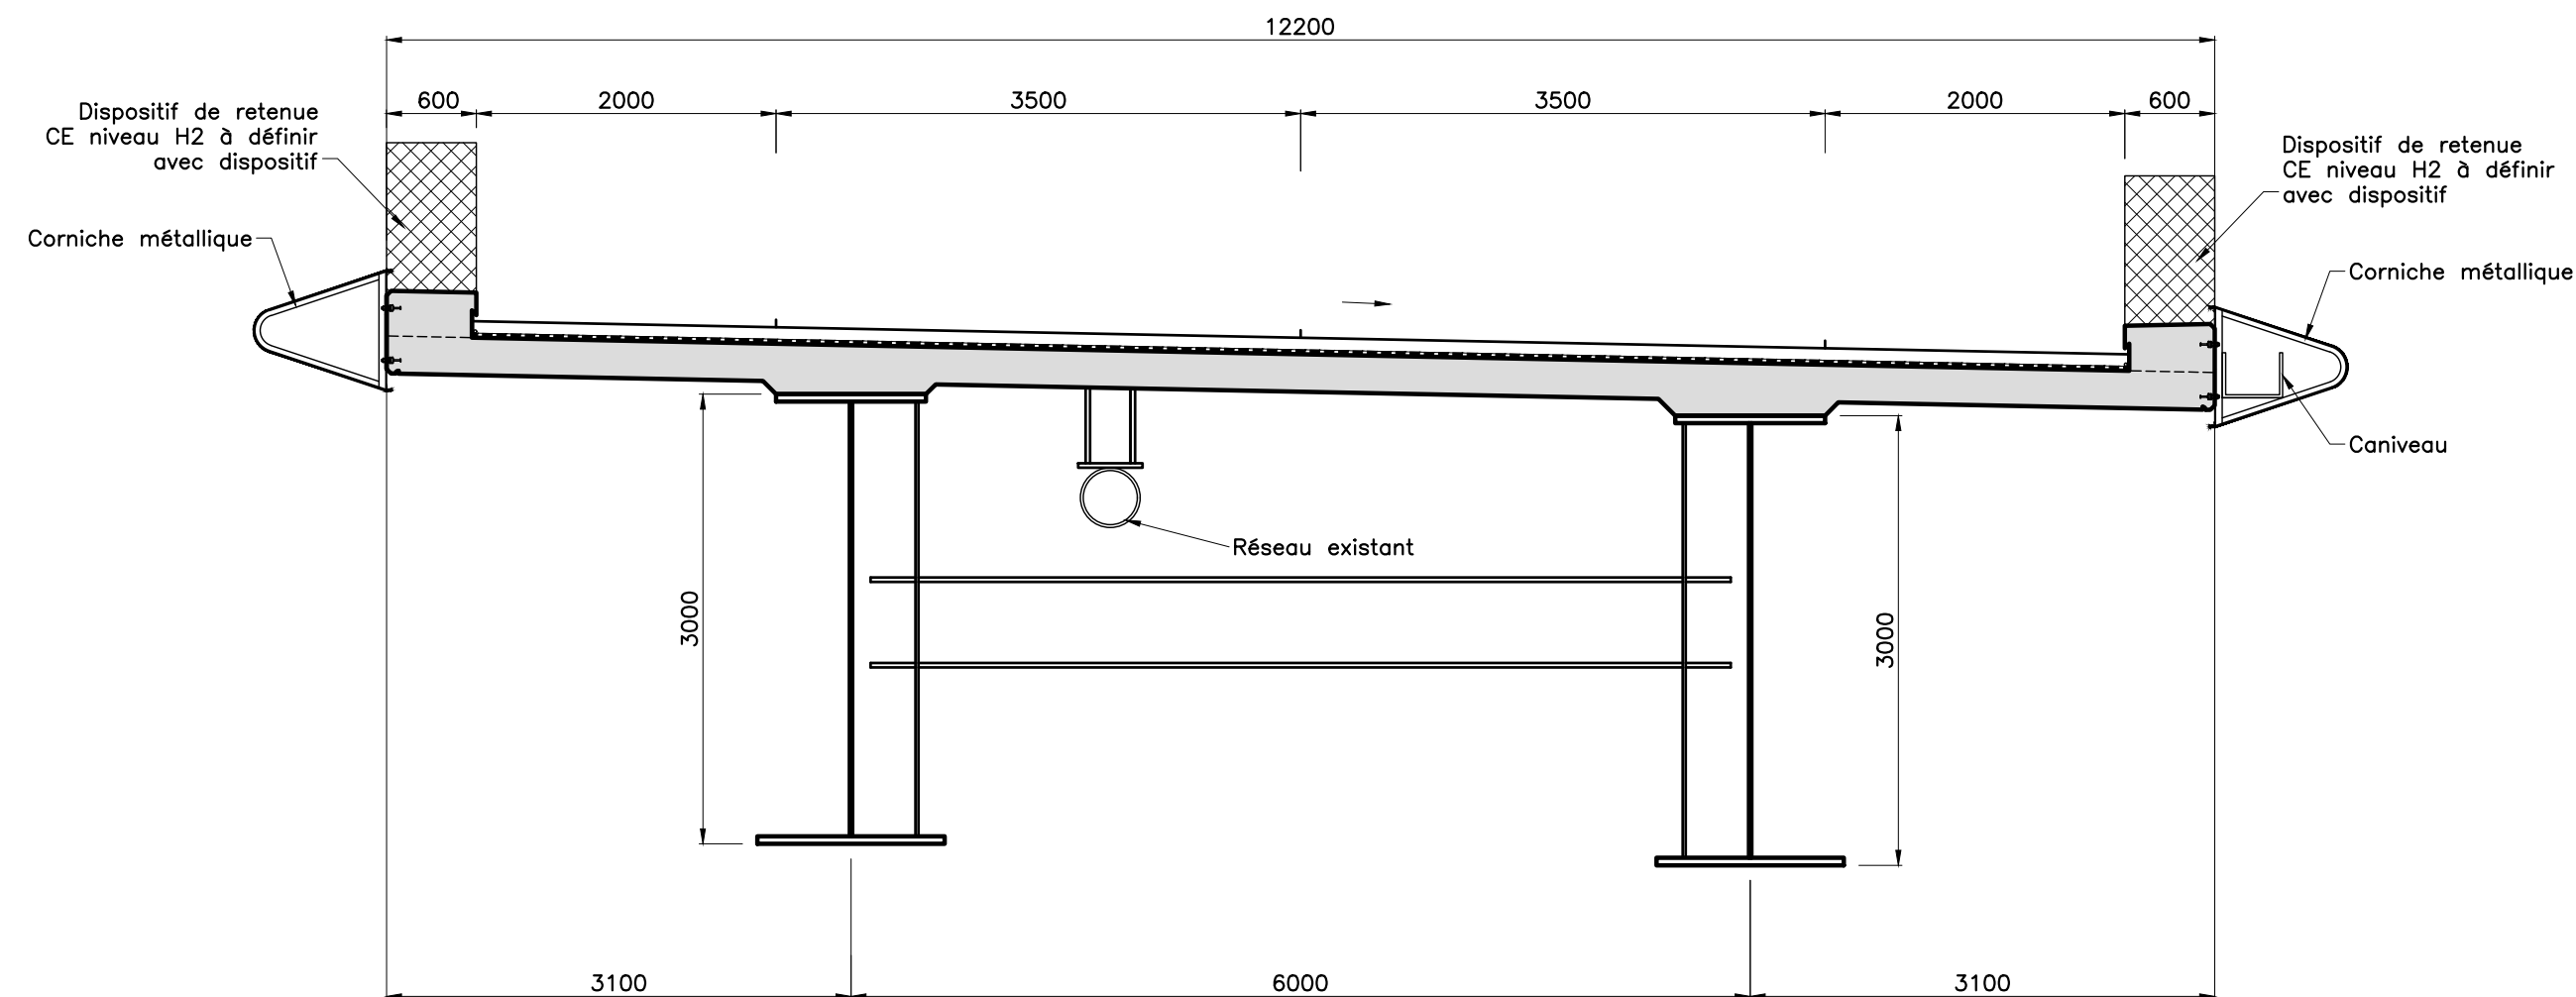 12200
600
2000
3500
3500
2000
600
Dispositif de retenue
CE niveau H2 à définir
avec dispositif
Dispositif de retenue
CE niveau H2 à définir
avec dispositif
Corniche métallique
Corniche métallique
Caniveau
Réseau existant
3000
3000
3100
6000
3100